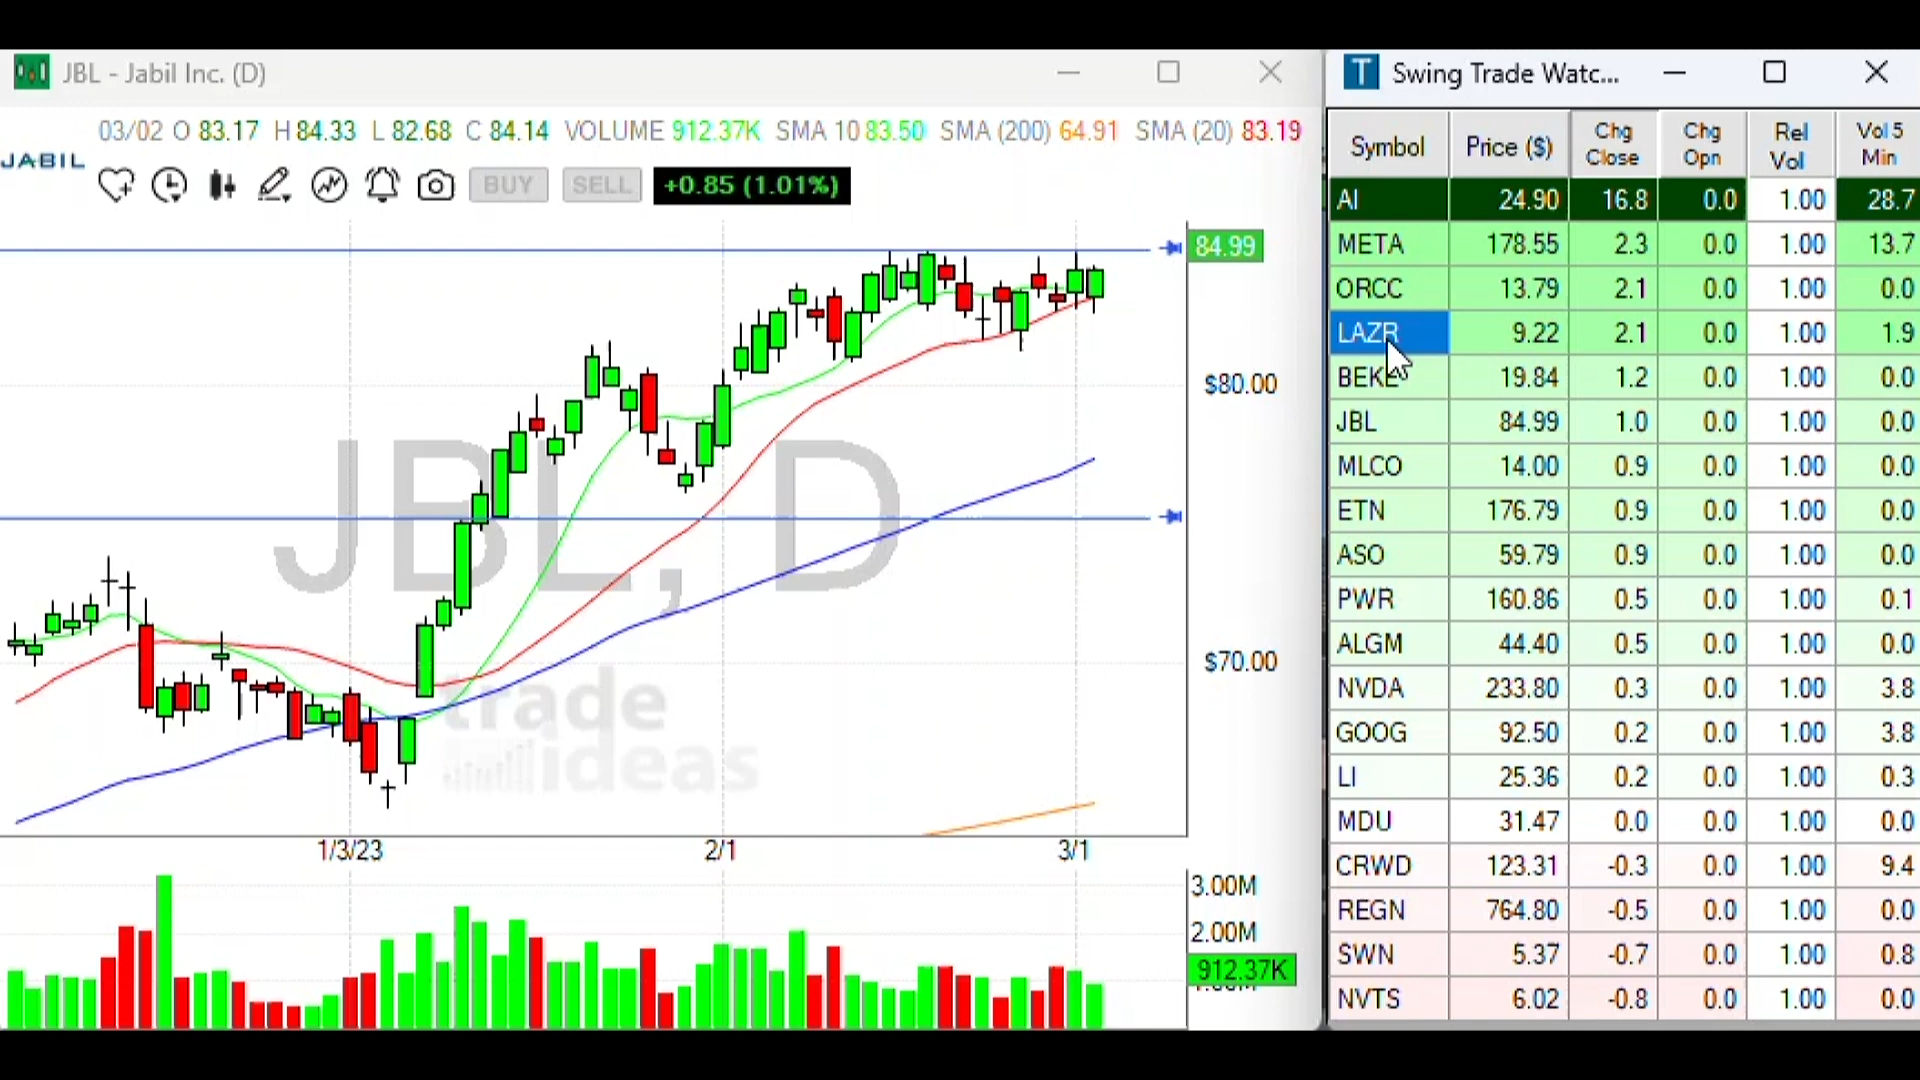 JBL - Jabil Inc. (D)
03/02 O 83.17 H 84.33 L 82.68 C 84.14 VOLUME 912.37K SMA 10 83.50 SMA (200) 64.91 SMA (20) 83.19
JABIL
BUY SELL +0.85 (1.01%)
84.99
$80.00
JBL, D
$70.00
trade
ideas
1/3/23 2/1 3/1
3.00M
2.00M
912.37K
Swing Trade Watc...
Symbol Price ($) Chg Close Chg Opn Rel Vol Vol 5 Min
AI 24.90 16.8 0.0 1.00 28.7
META 178.55 2.3 0.0 1.00 13.7
ORCC 13.79 2.1 0.0 1.00 0.0
LAZR 9.22 2.1 0.0 1.00 1.9
BEKE 19.84 1.2 0.0 1.00 0.0
JBL 84.99 1.0 0.0 1.00 0.0
MLCO 14.00 0.9 0.0 1.00 0.0
ETN 176.79 0.9 0.0 1.00 0.0
ASO 59.79 0.9 0.0 1.00 0.0
PWR 160.86 0.5 0.0 1.00 0.1
ALGM 44.40 0.5 0.0 1.00 0.0
NVDA 233.80 0.3 0.0 1.00 3.8
GOOG 92.50 0.2 0.0 1.00 3.8
LI 25.36 0.2 0.0 1.00 0.3
MDU 31.47 0.0 0.0 1.00 0.0
CRWD 123.31 -0.3 0.0 1.00 9.4
REGN 764.80 -0.5 0.0 1.00 0.0
SWN 5.37 -0.7 0.0 1.00 0.8
NVTS 6.02 -0.8 0.0 1.00 0.0